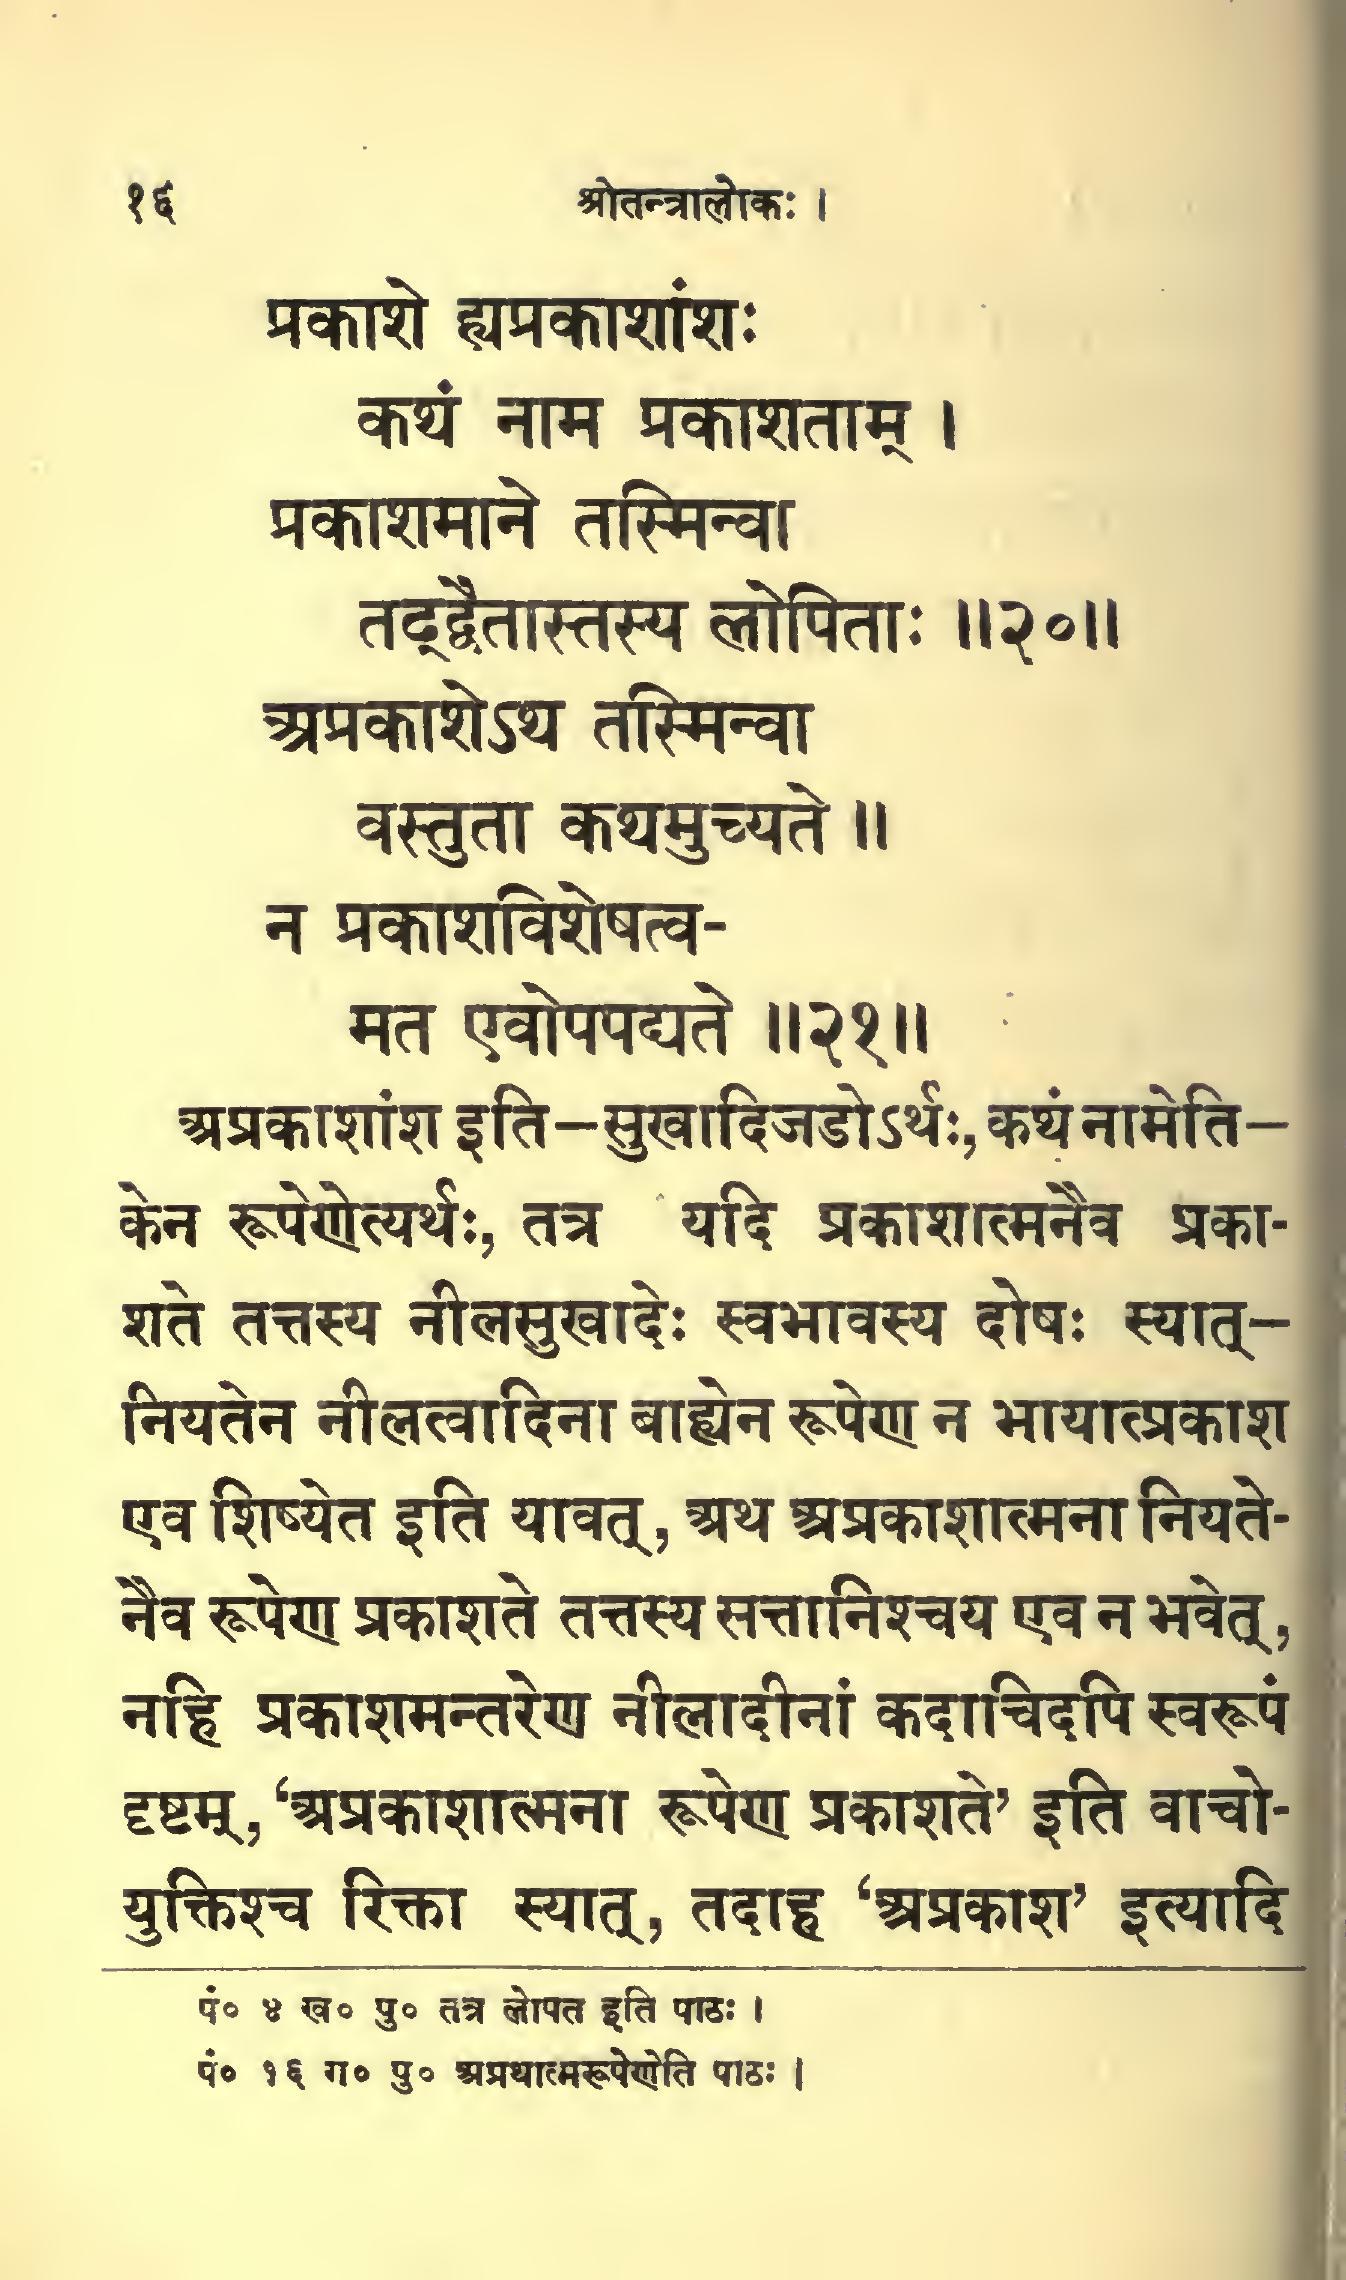 १६ श्रीतन्त्रालोकः ।
प्रकाशे ह्यप्रकाशांशः
कथं नाम प्रकाशताम् ।
प्रकाशमाने तस्मिन्वा
तद्द्वैतास्तस्य लोपिताः ॥२०॥
अप्रकाशेऽथ तस्मिन्वा
वस्तुता कथमुच्यते ॥
न प्रकाशविशेषत्व-
मत एवोपपद्यते ॥२१॥
अप्रकाशांश इति—सुखादिजडोऽर्थः, कथं नामेति—
केन रूपेणेत्यर्थः, तत्र यदि प्रकाशात्मनैव प्रका-
शते तत्तस्य नीलसुखादेः स्वभावस्य दोषः स्यात्—
नियतेन नीलत्वादिना बाह्येन रूपेण न भायात्प्रकाश
एव शिष्येत इति यावत्, अथ अप्रकाशात्मना नियते-
नैव रूपेण प्रकाशते तत्तस्य सत्तानिश्चय एव न भवेत्,
नहि प्रकाशमन्तरेण नीलादीनां कदाचिदपि स्वरूपं
दृष्टम्, ‘अप्रकाशात्मना रूपेण प्रकाशते’ इति वाचो-
युक्तिश्च रिक्ता स्यात्, तदाह ‘अप्रकाश’ इत्यादि
पं० ४ ख० पु० तत्र लोपत इति पाठः ।
पं० १६ ग० पु० अप्रथात्मरूपेणेति पाठः ।